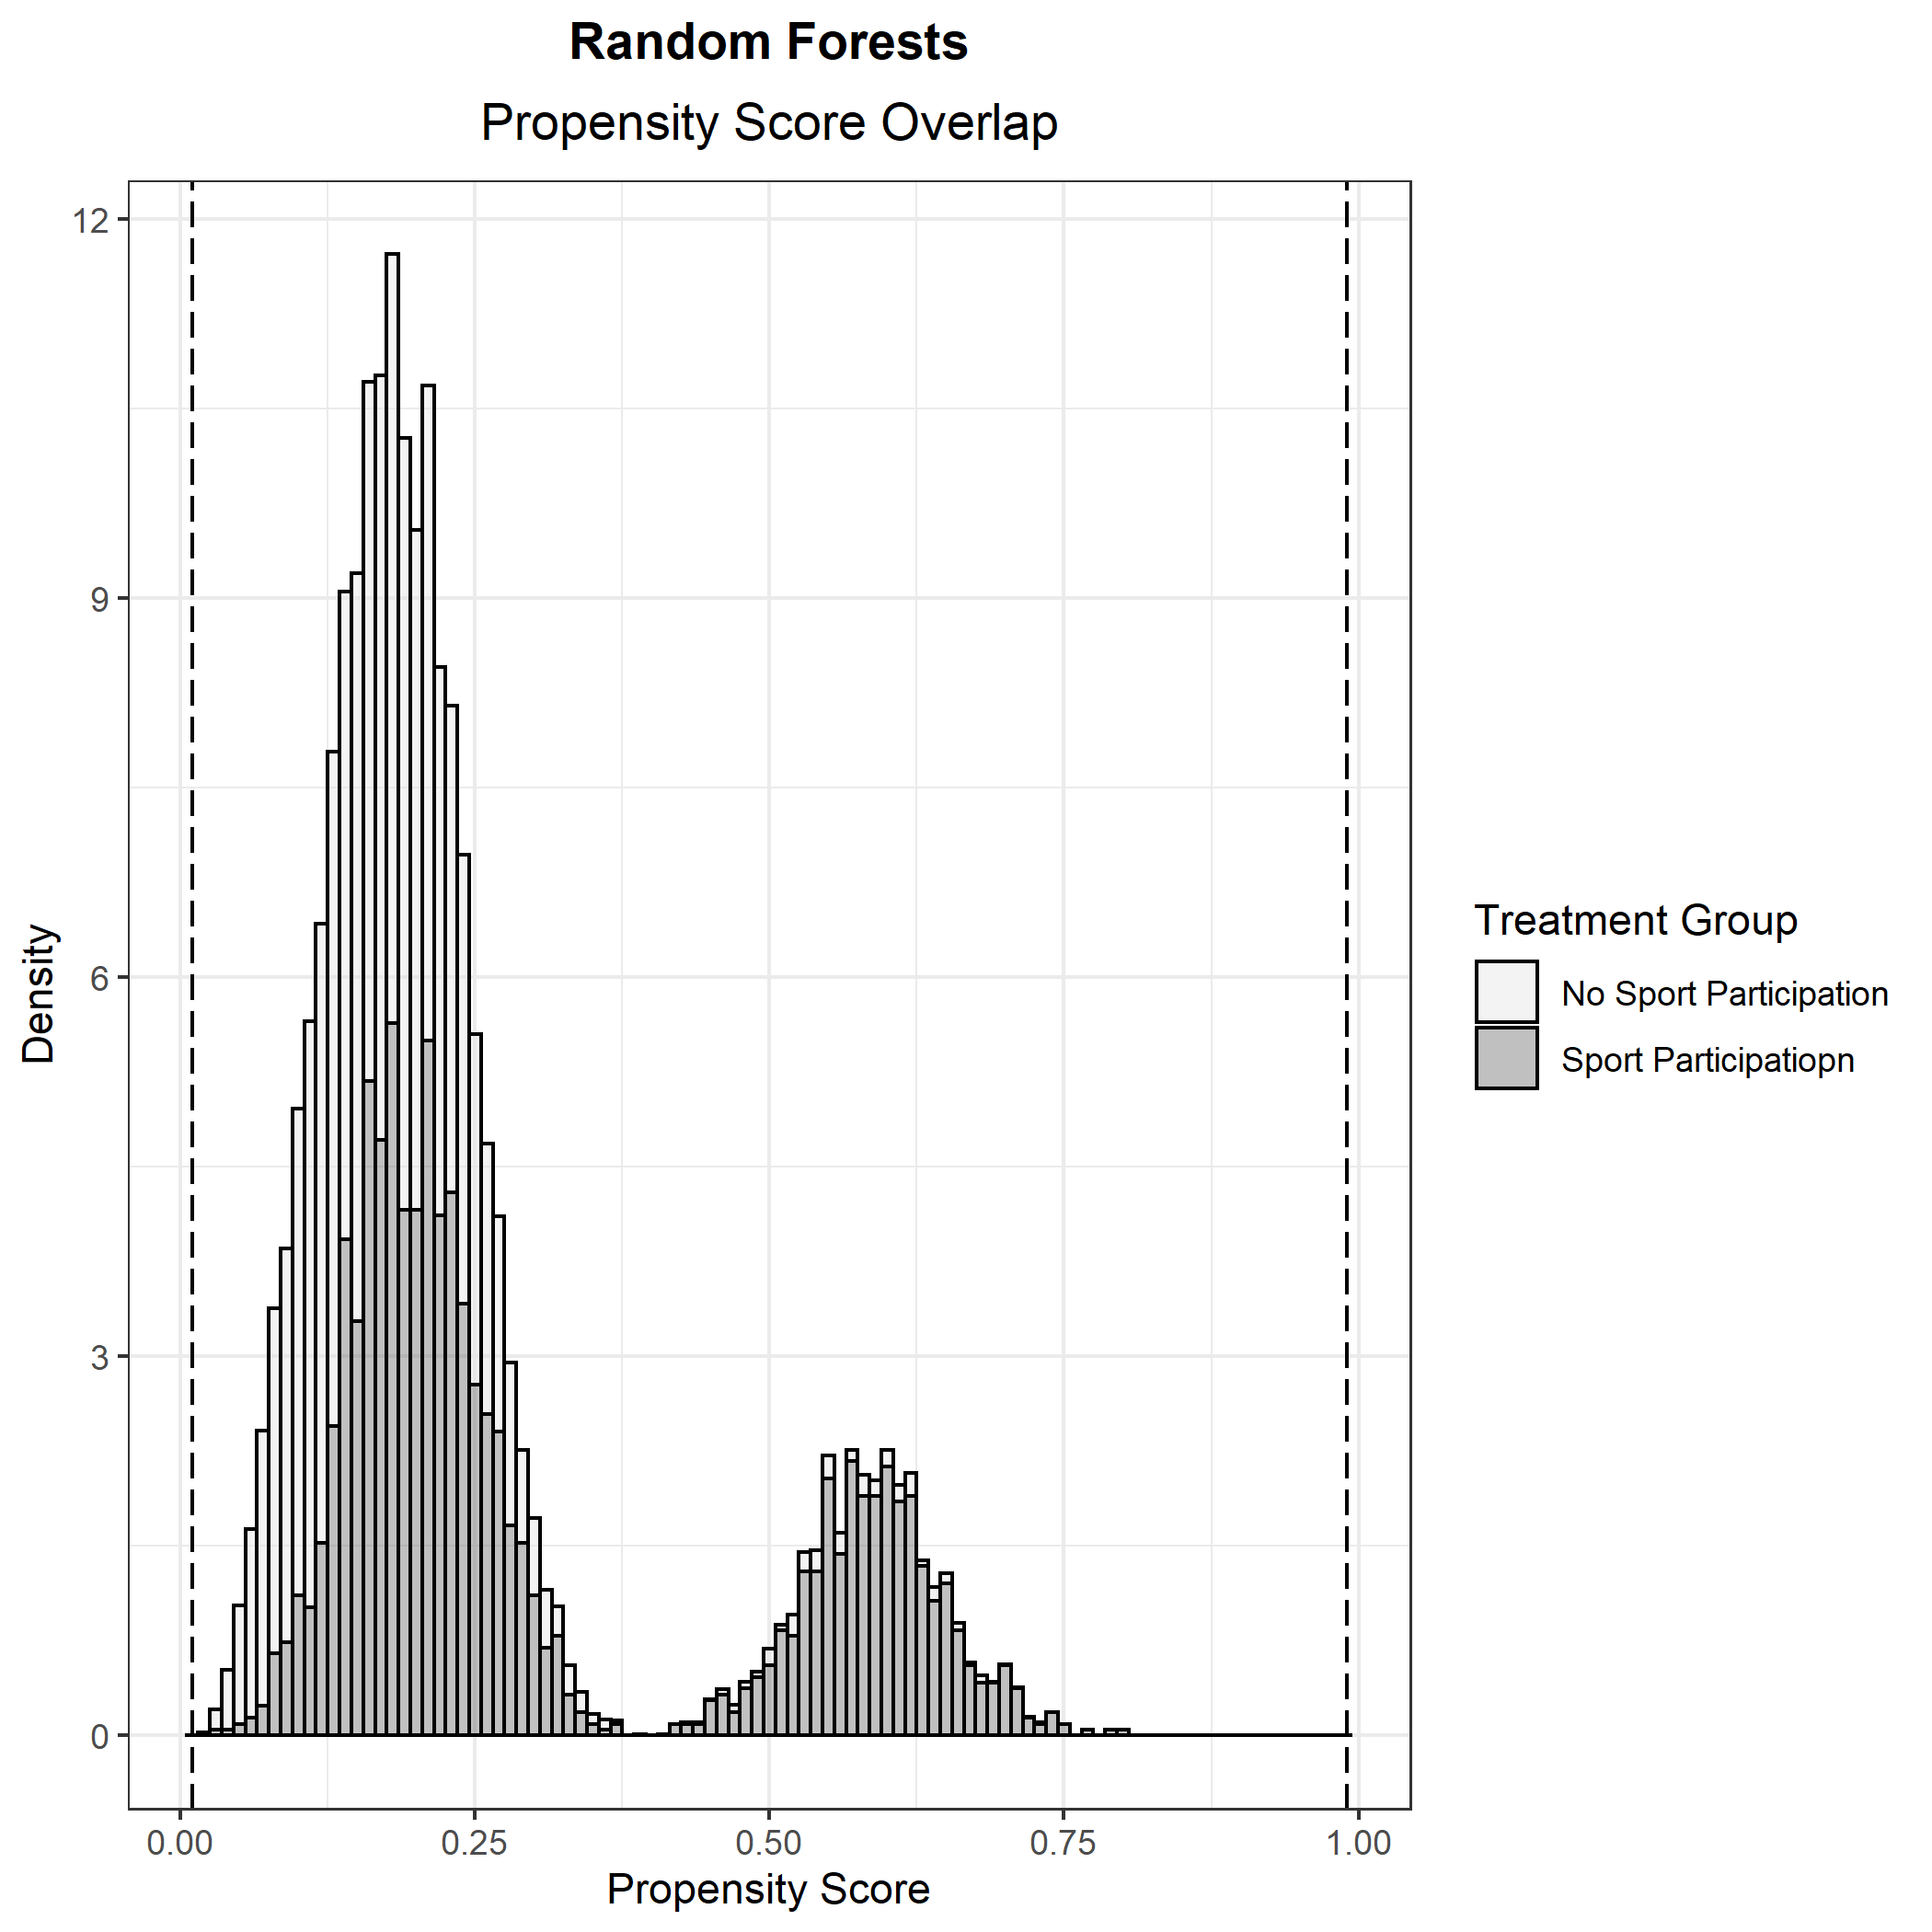 Random Forests
Propensity Score Overlap
12
9
6
3
0
Density
0.00 0.25 0.50 0.75 1.00
Propensity Score
Treatment Group
No Sport Participation
Sport Participatiopn